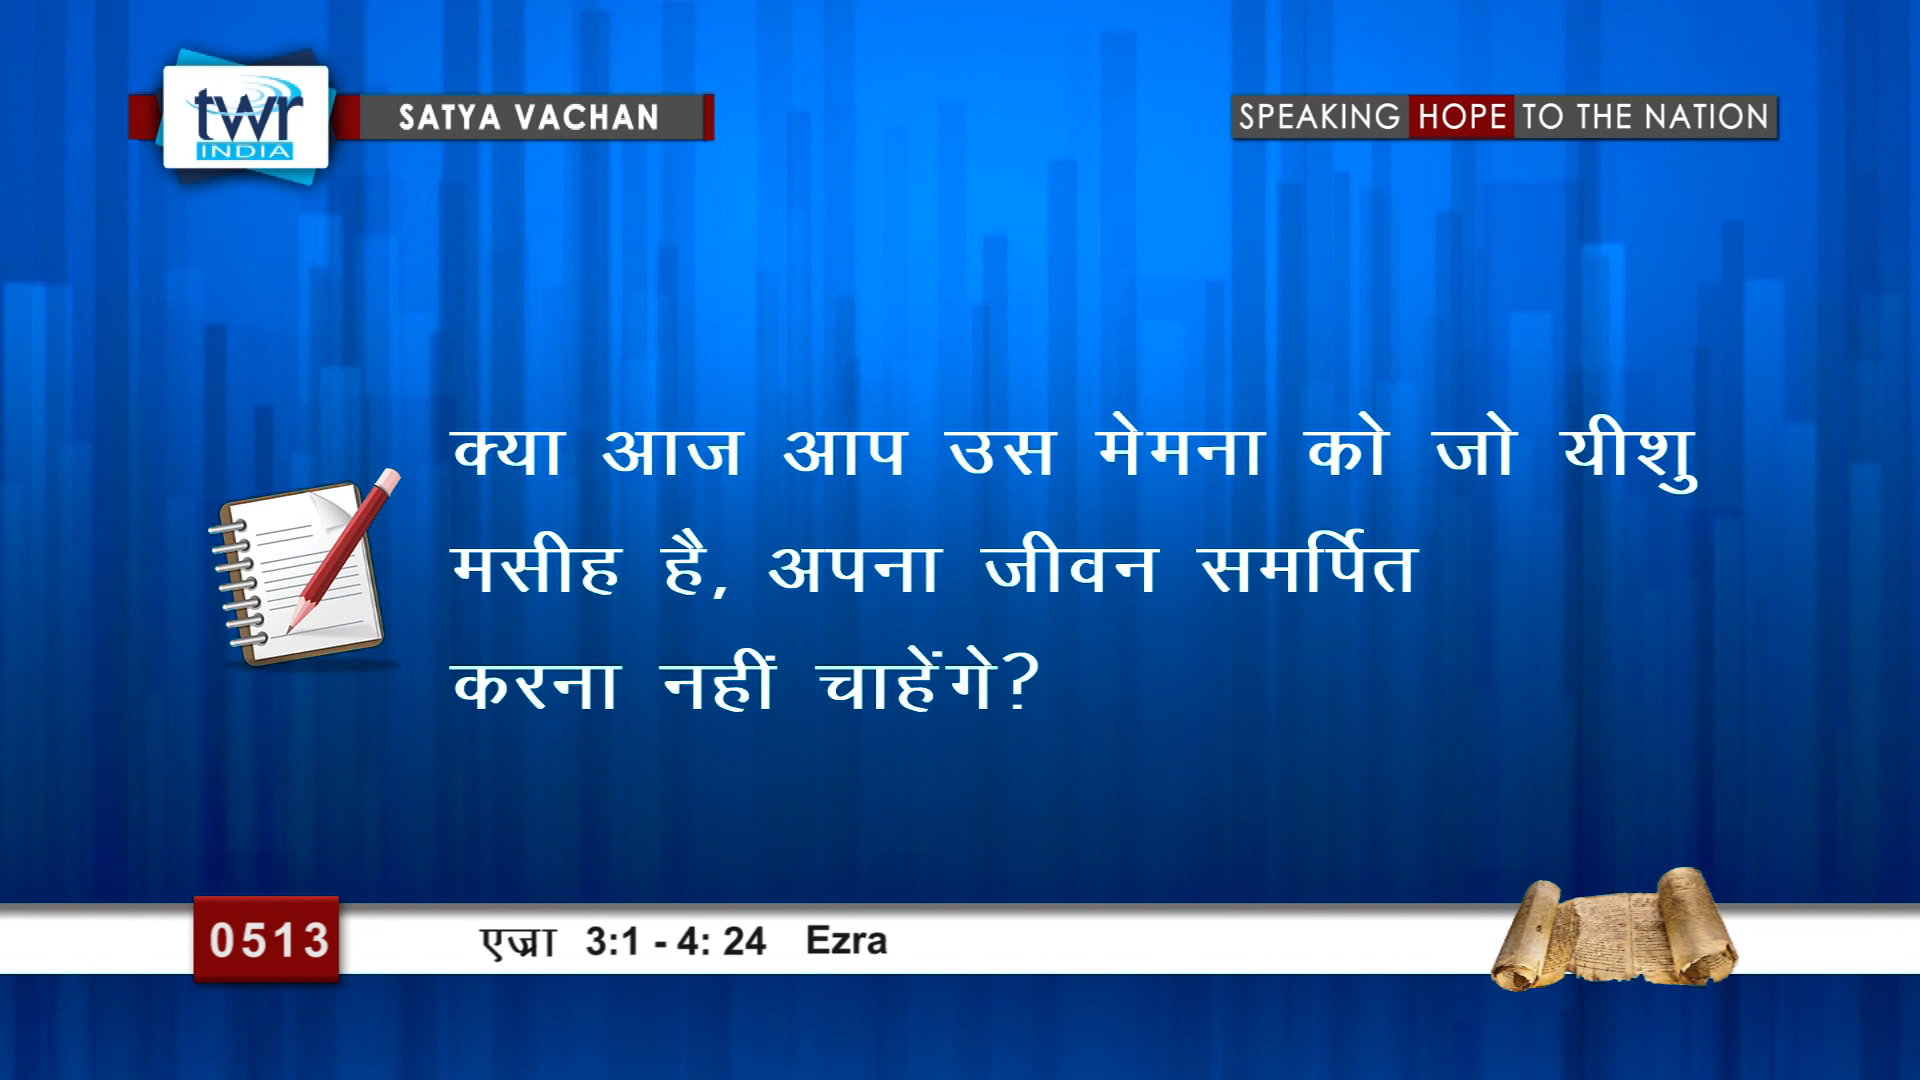 twr
INDIA
SATYA VACHAN
SPEAKING HOPE TO THE NATION
क्या आज आप उस मेमना को जो यीशु
मसीह है, अपना जीवन समर्पित
करना नहीं चाहेंगे?
0513
एज्रा 3:1 - 4: 24 Ezra